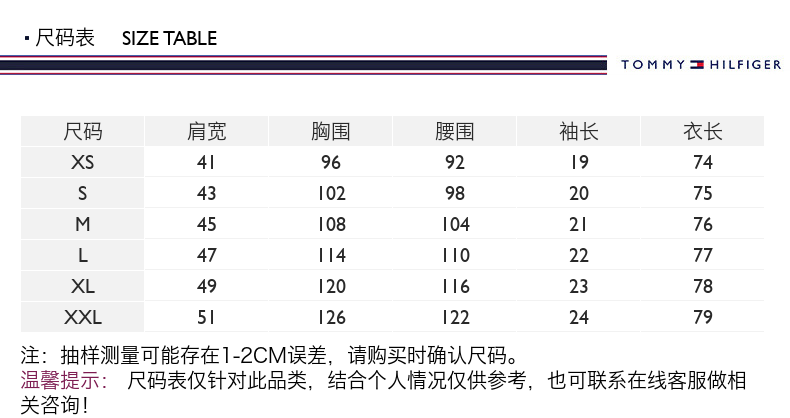 ▪ 尺码表 SIZE TABLE
TOMMY HILFIGER
尺码 肩宽 胸围 腰围 袖长 衣长
XS 41 96 92 19 74
S 43 102 98 20 75
M 45 108 104 21 76
L 47 114 110 22 77
XL 49 120 116 23 78
XXL 51 126 122 24 79
注：抽样测量可能存在1-2CM误差，请购买时确认尺码。
温馨提示： 尺码表仅针对此品类，结合个人情况仅供参考，也可联系在线客服做相
关咨询！